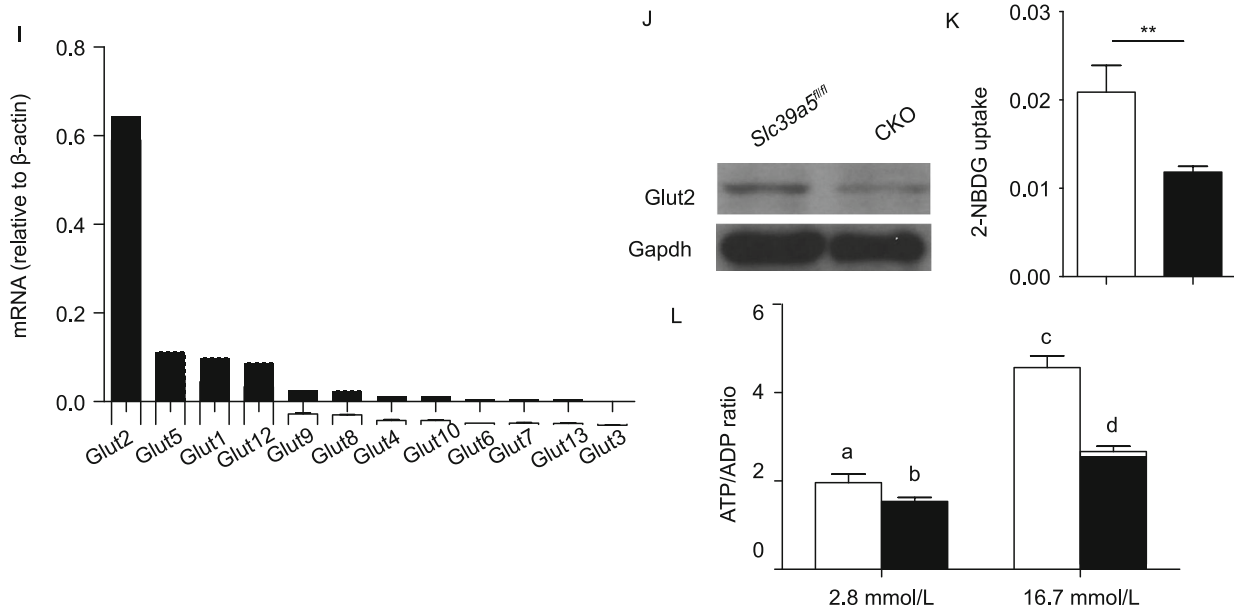 I
mRNA (relative to β-actin)
0.8
0.6
0.4
0.2
0.0
Glut2
Glut5
Glut1
Glut12
Glut9
Glut8
Glut4
Glut10
Glut6
Glut7
Glut13
Glut3
J
Slc39a5fl/fl
CKO
Glut2
Gapdh
K
2-NBDG uptake
0.03
0.02
0.01
0.00
**
L
ATP/ADP ratio
6
4
2
0
a
b
c
d
2.8 mmol/L
16.7 mmol/L